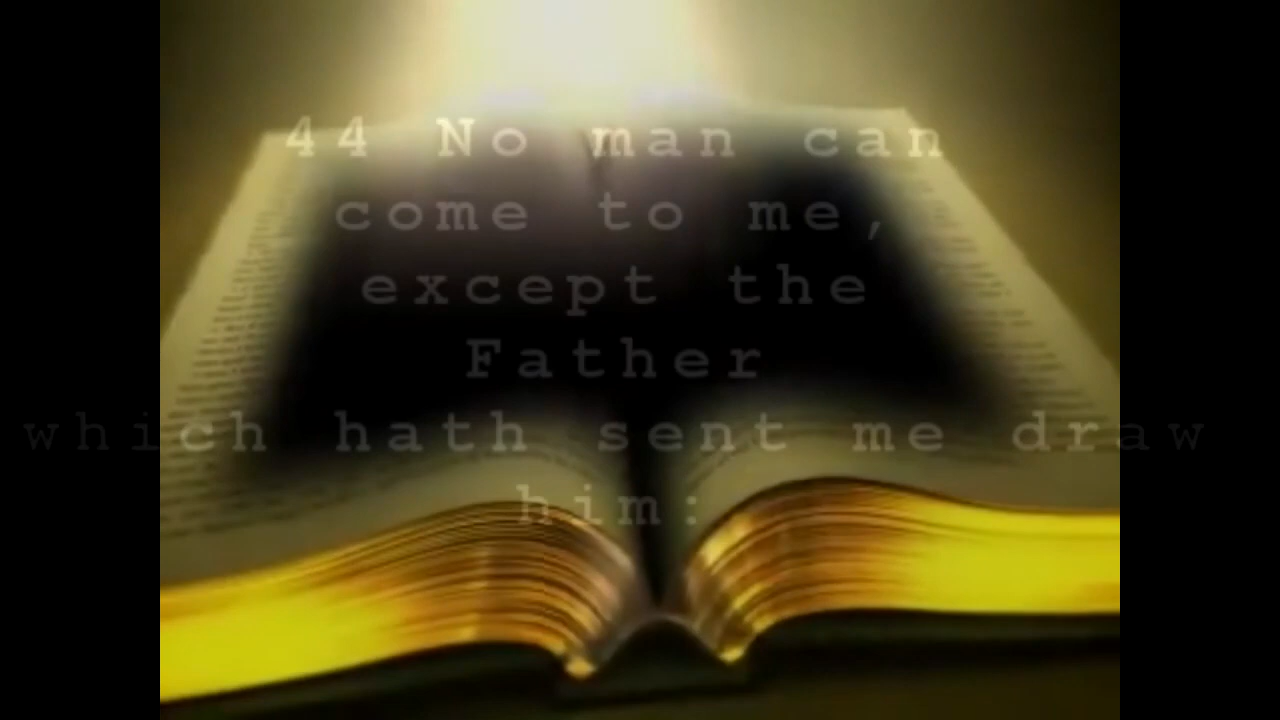 44 No man can
come to me,
except the
Father
which hath sent me draw
him: